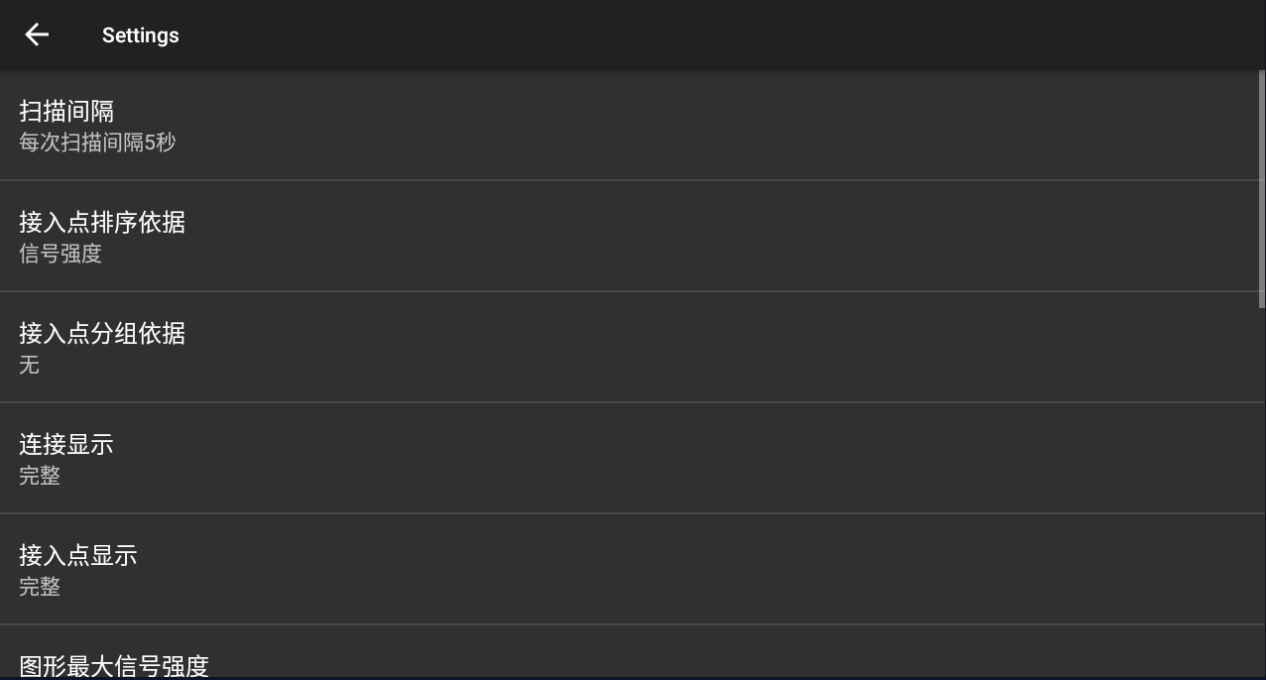 Settings
扫描间隔
每次扫描间隔5秒
接入点排序依据
信号强度
接入点分组依据
无
连接显示
完整
接入点显示
完整
图形最大信号强度